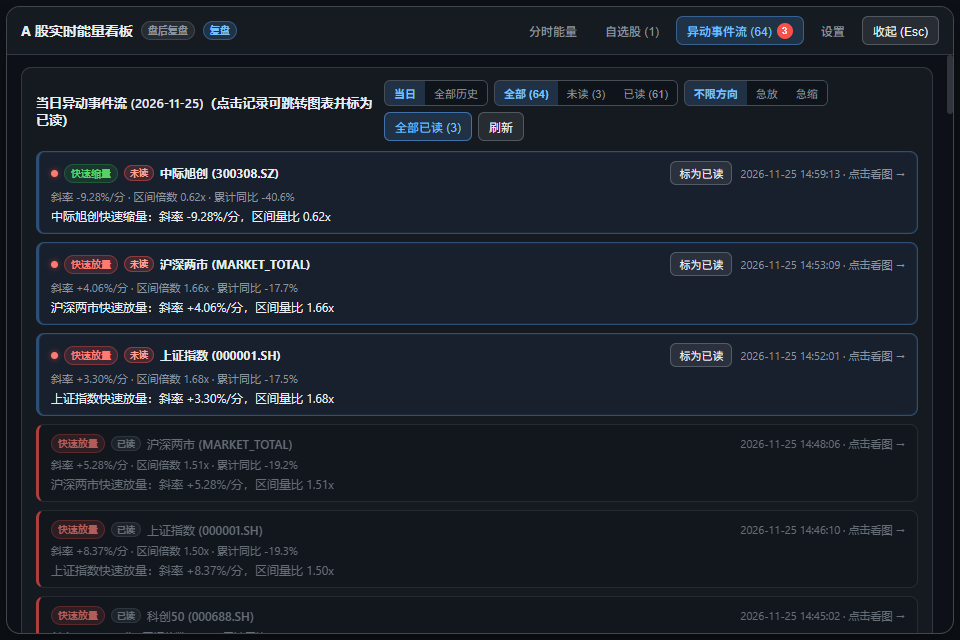 A 股实时能量看板 盘后复盘 复盘 分时能量 自选股 (1) 异动事件流 (64) 3 设置 收起 (Esc)
当日异动事件流 (2026-11-25)（点击记录可跳转图表并标为
已读）
当日 全部历史 全部 (64) 未读 (3) 已读 (61) 不限方向 急放 急缩
全部已读 (3) 刷新
快速缩量 未读 中际旭创 (300308.SZ) 标为已读 2026-11-25 14:59:13 · 点击看图 →
斜率 -9.28%/分 · 区间倍数 0.62x · 累计同比 -40.6%
中际旭创快速缩量：斜率 -9.28%/分，区间量比 0.62x
快速放量 未读 沪深两市 (MARKET_TOTAL) 标为已读 2026-11-25 14:53:09 · 点击看图 →
斜率 +4.06%/分 · 区间倍数 1.66x · 累计同比 -17.7%
沪深两市快速放量：斜率 +4.06%/分，区间量比 1.66x
快速放量 未读 上证指数 (000001.SH) 标为已读 2026-11-25 14:52:01 · 点击看图 →
斜率 +3.30%/分 · 区间倍数 1.68x · 累计同比 -17.5%
上证指数快速放量：斜率 +3.30%/分，区间量比 1.68x
快速放量 已读 沪深两市 (MARKET_TOTAL) 2026-11-25 14:48:06 · 点击看图 →
斜率 +5.28%/分 · 区间倍数 1.51x · 累计同比 -19.2%
沪深两市快速放量：斜率 +5.28%/分，区间量比 1.51x
快速放量 已读 上证指数 (000001.SH) 2026-11-25 14:46:10 · 点击看图 →
斜率 +8.37%/分 · 区间倍数 1.50x · 累计同比 -19.3%
上证指数快速放量：斜率 +8.37%/分，区间量比 1.50x
快速放量 已读 科创50 (000688.SH) 2026-11-25 14:45:02 · 点击看图 →